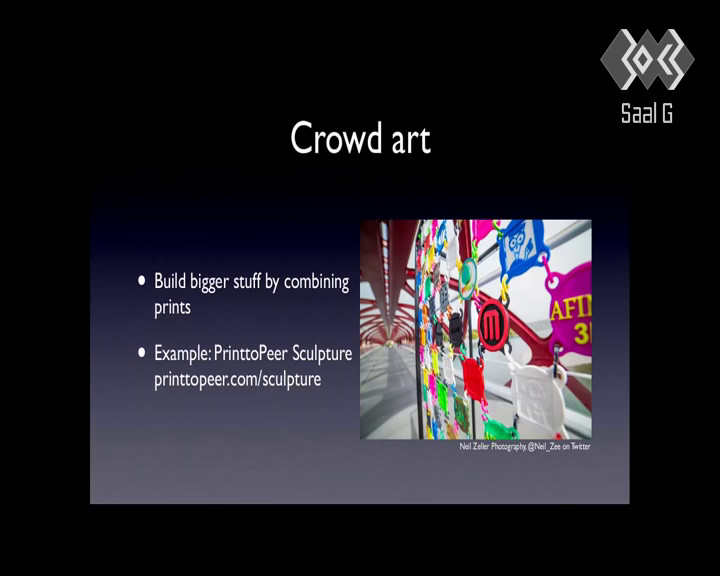 Saal G
Crowd art
• Build bigger stuff by combining
prints
• Example: PrinttoPeer Sculpture
printtopeer.com/sculpture
AFI
3
Neil Zeller Photography, @Neil_Zee on Twitter